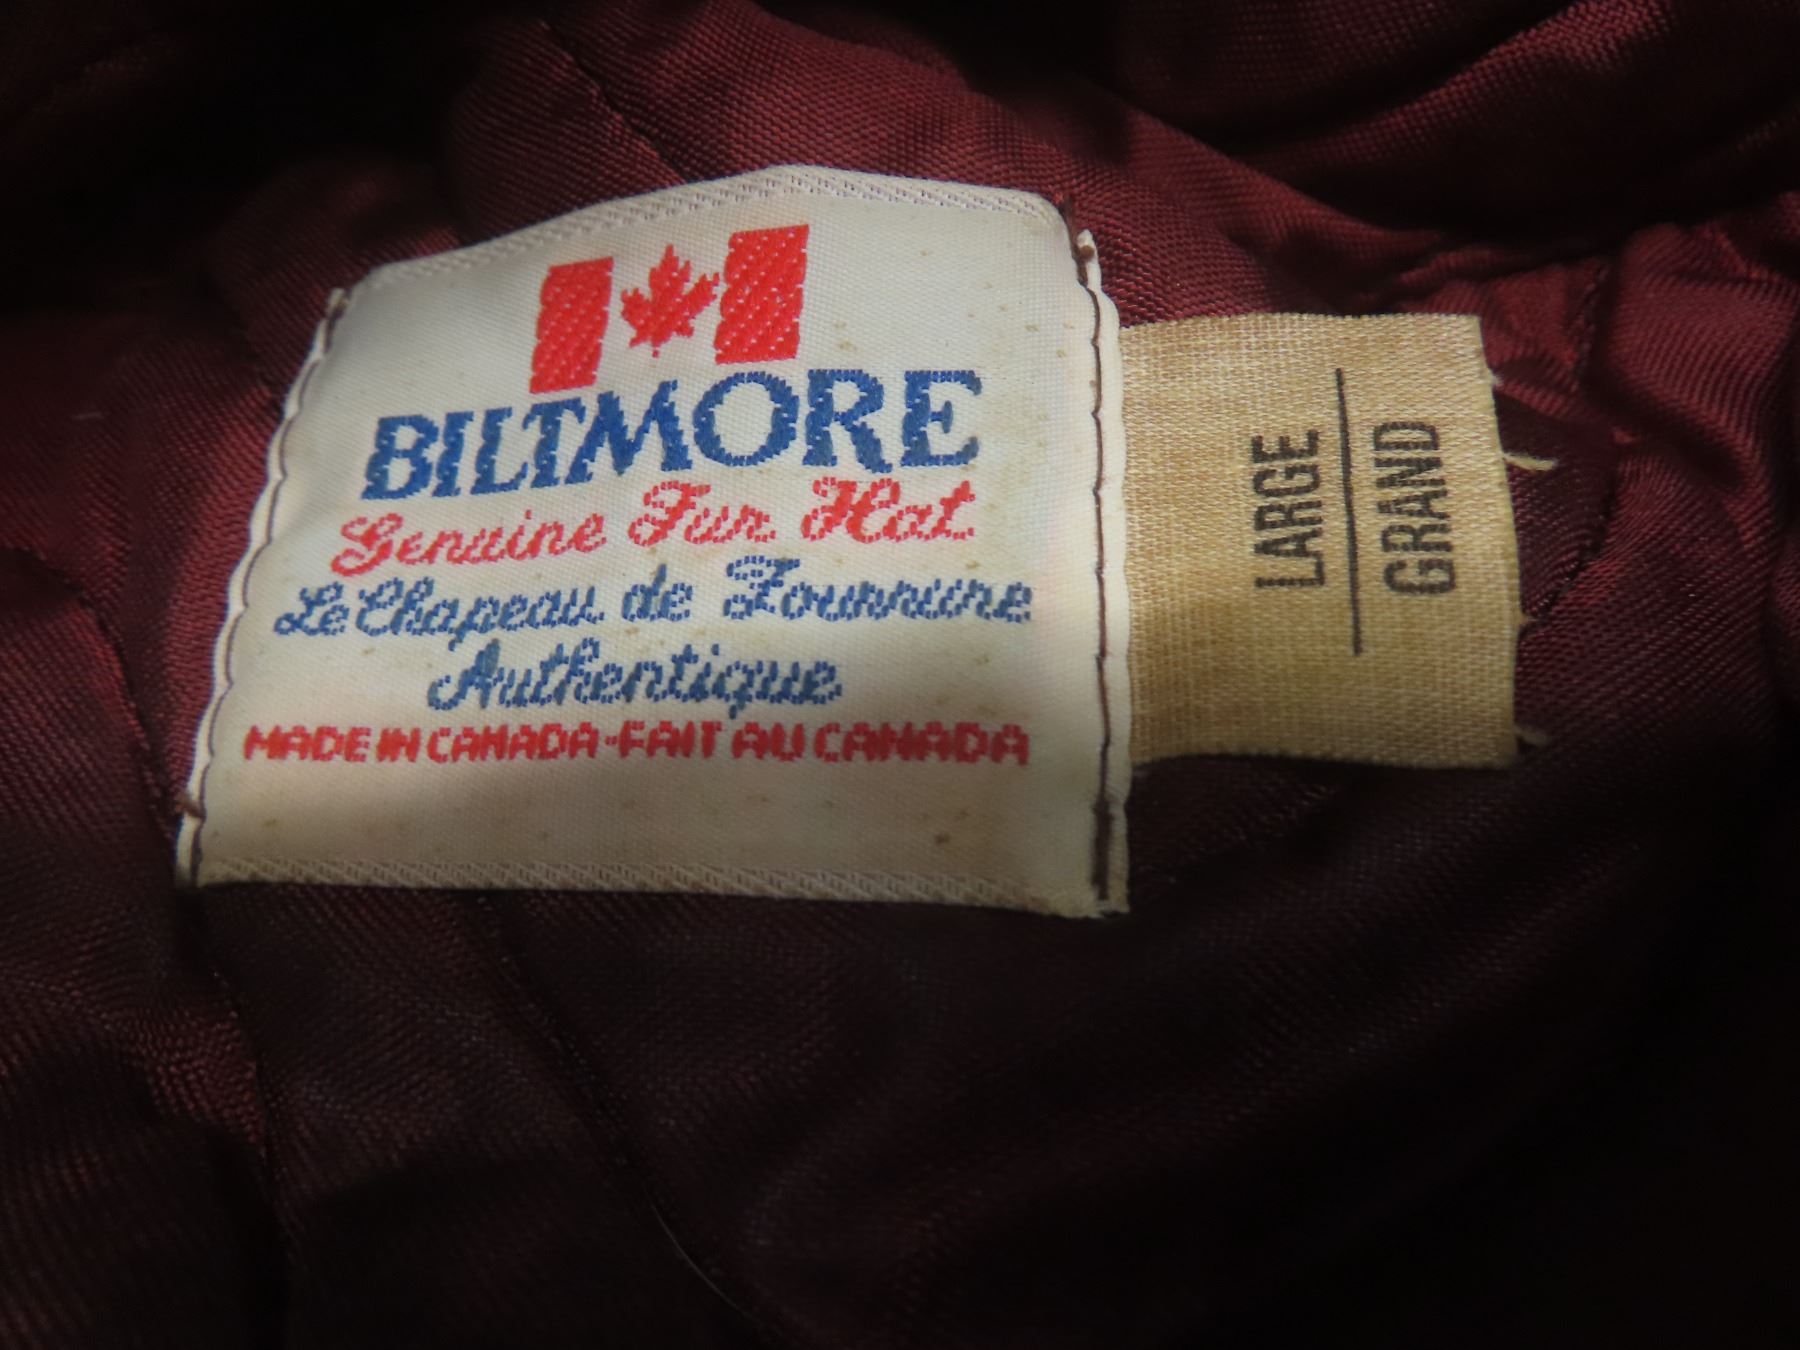 BILTMORE
Genuine Fur Hat
Le Chapeau de Fourrure
Authentique
MADE IN CANADA-FAIT AU CANADA
LARGE
GRAND